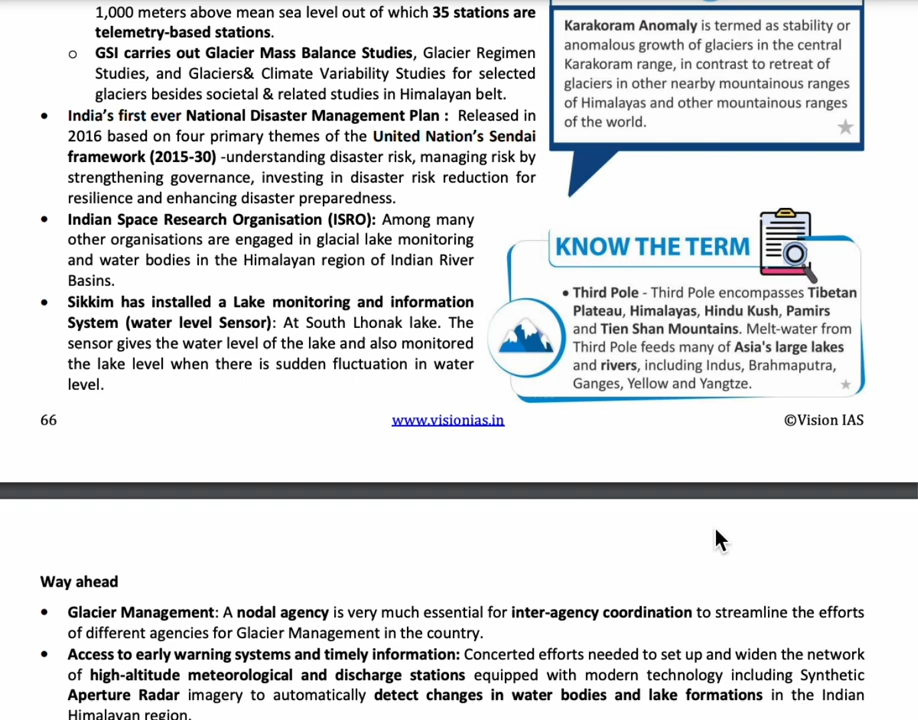 1,000 meters above mean sea level out of which 35 stations are
telemetry-based stations.
o GSI carries out Glacier Mass Balance Studies, Glacier Regimen
Studies, and Glaciers& Climate Variability Studies for selected
glaciers besides societal & related studies in Himalayan belt.
• India's first ever National Disaster Management Plan : Released in
2016 based on four primary themes of the United Nation's Sendai
framework (2015-30) -understanding disaster risk, managing risk by
strengthening governance, investing in disaster risk reduction for
resilience and enhancing disaster preparedness.
• Indian Space Research Organisation (ISRO): Among many
other organisations are engaged in glacial lake monitoring
and water bodies in the Himalayan region of Indian River
Basins.
• Sikkim has installed a Lake monitoring and information
System (water level Sensor): At South Lhonak lake. The
sensor gives the water level of the lake and also monitored
the lake level when there is sudden fluctuation in water
level.
Karakoram Anomaly is termed as stability or
anomalous growth of glaciers in the central
Karakoram range, in contrast to retreat of
glaciers in other nearby mountainous ranges
of Himalayas and other mountainous ranges
of the world.
KNOW THE TERM
• Third Pole - Third Pole encompasses Tibetan
Plateau, Himalayas, Hindu Kush, Pamirs
and Tien Shan Mountains. Melt-water from
Third Pole feeds many of Asia's large lakes
and rivers, including Indus, Brahmaputra,
Ganges, Yellow and Yangtze.
66
www.visionias.in
©Vision IAS
Way ahead
• Glacier Management: A nodal agency is very much essential for inter-agency coordination to streamline the efforts
of different agencies for Glacier Management in the country.
• Access to early warning systems and timely information: Concerted efforts needed to set up and widen the network
of high-altitude meteorological and discharge stations equipped with modern technology including Synthetic
Aperture Radar imagery to automatically detect changes in water bodies and lake formations in the Indian
Himalayan region.